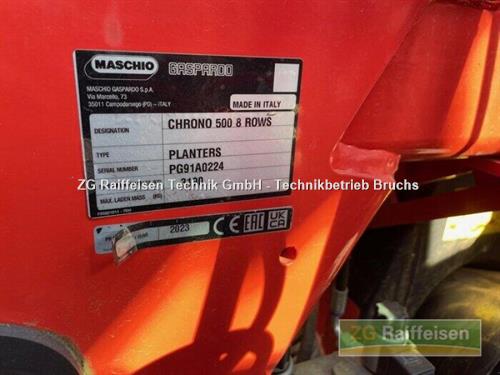 MASCHIO GASPARDO
MASCHIO GASPARDO S.p.A.
Via Marcello, 73
35011 Campodarsego (PD) - ITALY
MADE IN ITALY
DESIGNATION CHRONO 500 8 ROWS
TYPE PLANTERS
SERIAL NUMBER PG91A0224
ZG Raiffeisen Technik GmbH - Technikbetrieb Bruchs
MAX. LADEN MASS (KG)
2023 CE EAC UK CA
ZG Raiffeisen